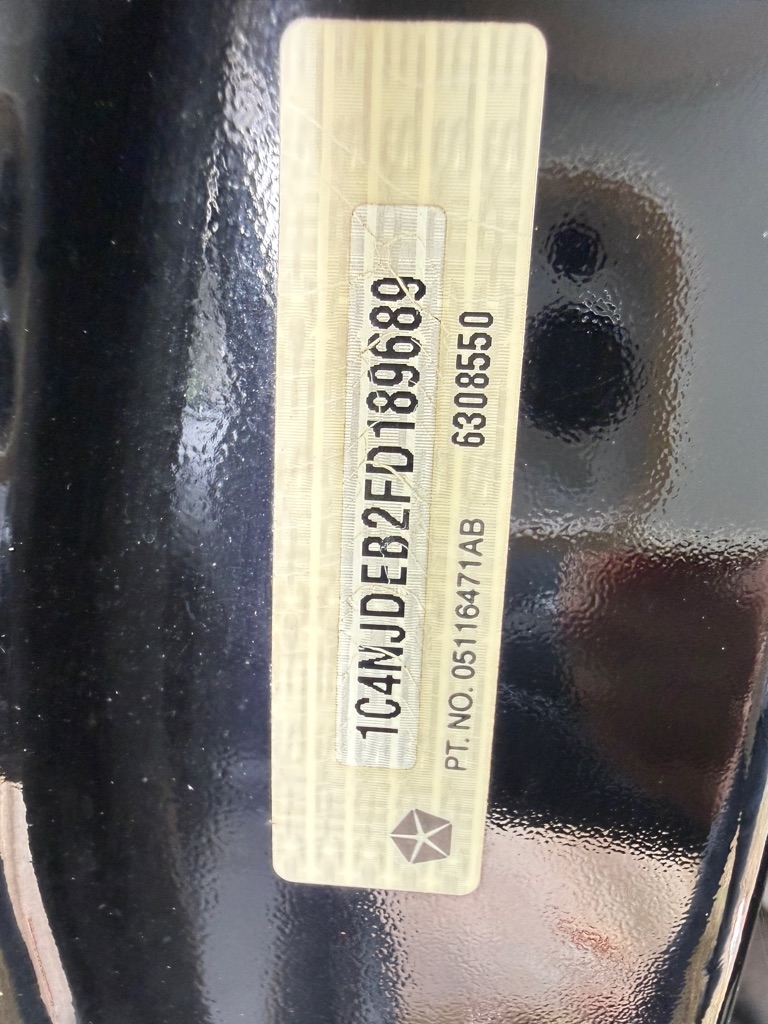 1C4NJDEB2FD189689
PT. NO. 05116471AB 6308550